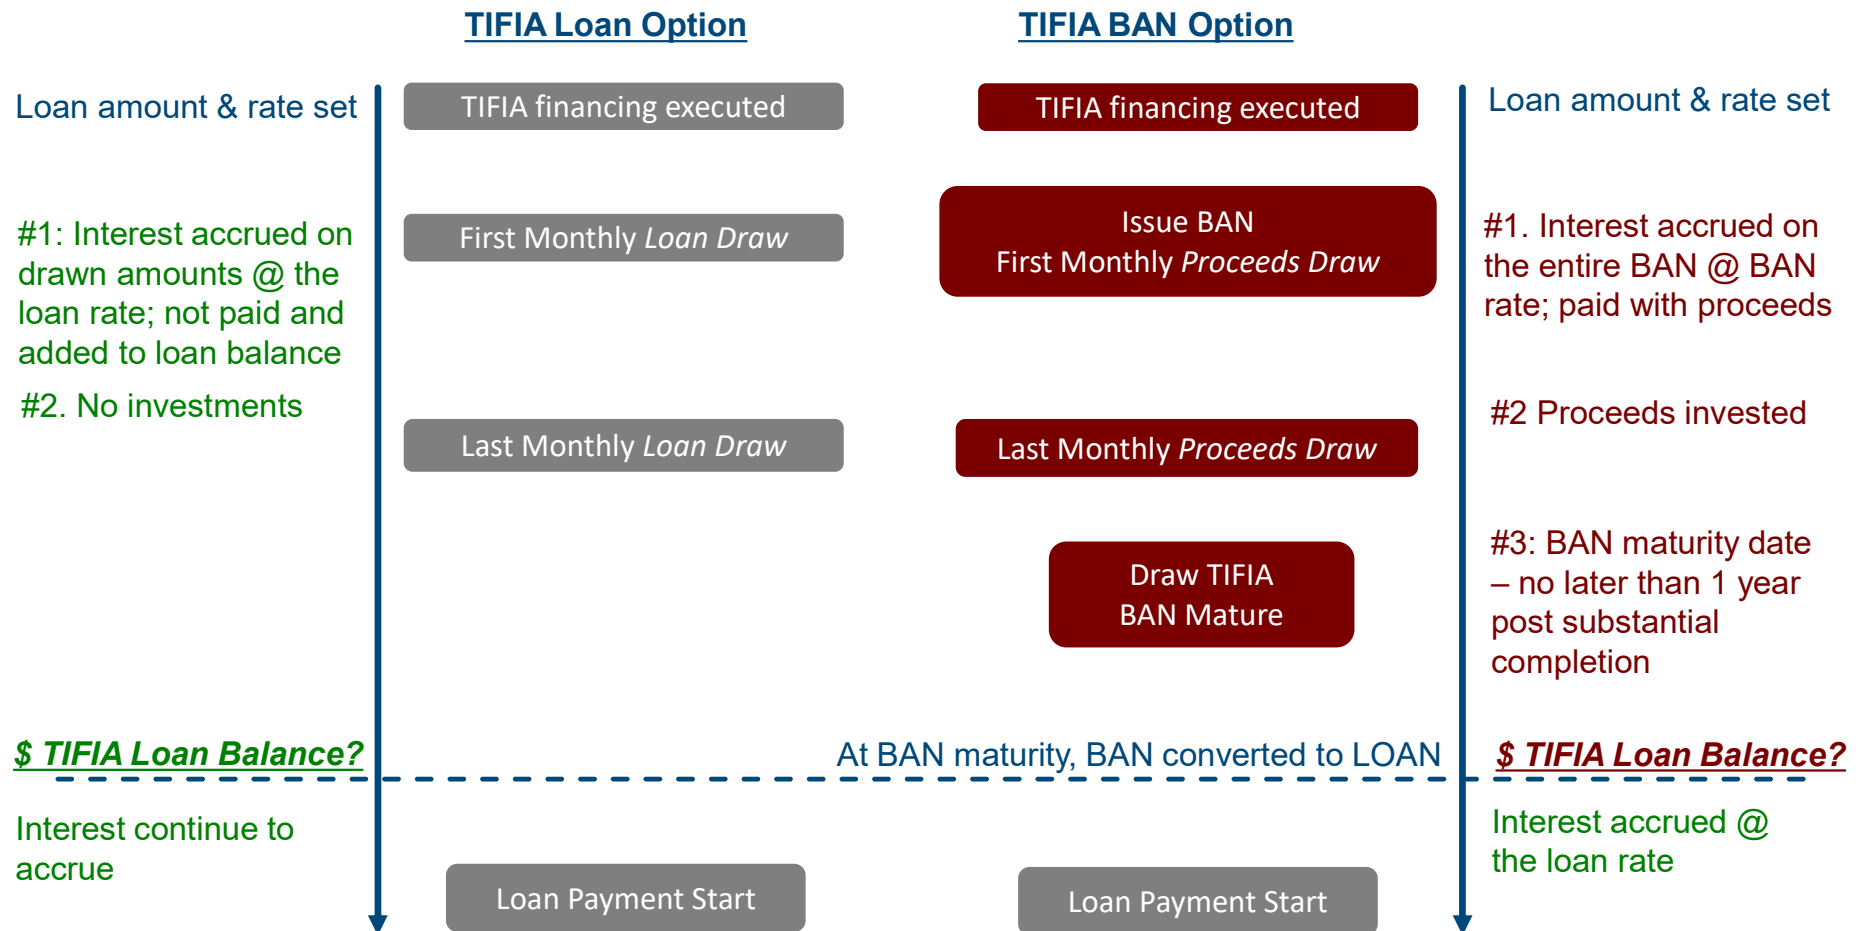 TIFIA Loan Option
TIFIA BAN Option
Loan amount & rate set
TIFIA financing executed
TIFIA financing executed
Loan amount & rate set
#1: Interest accrued on
drawn amounts @ the
loan rate; not paid and
added to loan balance
#2. No investments
First Monthly Loan Draw
Issue BAN
First Monthly Proceeds Draw
#1. Interest accrued on
the entire BAN @ BAN
rate; paid with proceeds
#2 Proceeds invested
Last Monthly Loan Draw
Last Monthly Proceeds Draw
Draw TIFIA
BAN Mature
#3: BAN maturity date
– no later than 1 year
post substantial
completion
$ TIFIA Loan Balance?
At BAN maturity, BAN converted to LOAN
$ TIFIA Loan Balance?
Interest continue to
accrue
Loan Payment Start
Loan Payment Start
Interest accrued @
the loan rate